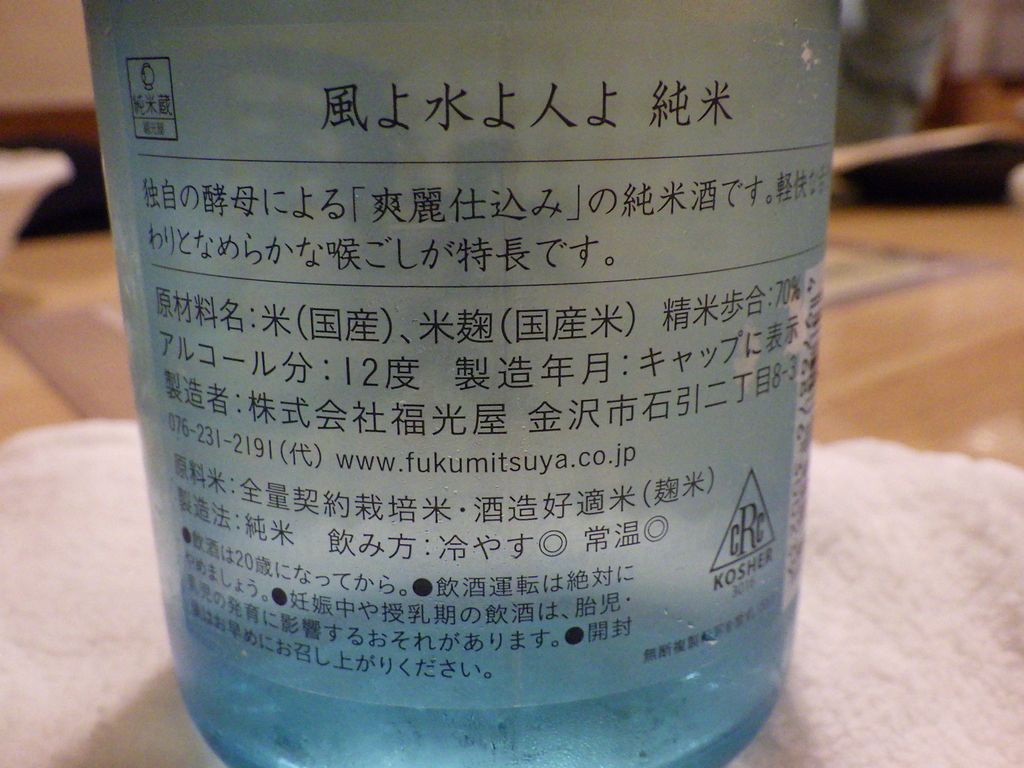 純米蔵
福光屋
風よ水よ人よ 純米
独自の酵母による「爽麗仕込み」の純米酒です。軽快な
わりとなめらかな喉ごしが特長です。
原材料名：米（国産）、米麹（国産米） 精米歩合：70%
アルコール分：12度 製造年月：キャップに表示
製造者：株式会社福光屋 金沢市石引二丁目8-3
076-231-2191（代） www.fukumitsuya.co.jp
原料米：全量契約栽培米・酒造好適米（麹米）
製造法：純米 飲み方：冷やす◎ 常温◎
●飲酒は20歳になってから。●飲酒運転は絶対に
やめましょう。●妊娠中や授乳期の飲酒は、胎児・
乳児の発育に影響するおそれがあります。●開封
後はお早めにお召し上がりください。
CRC
KOSHER
無断複製